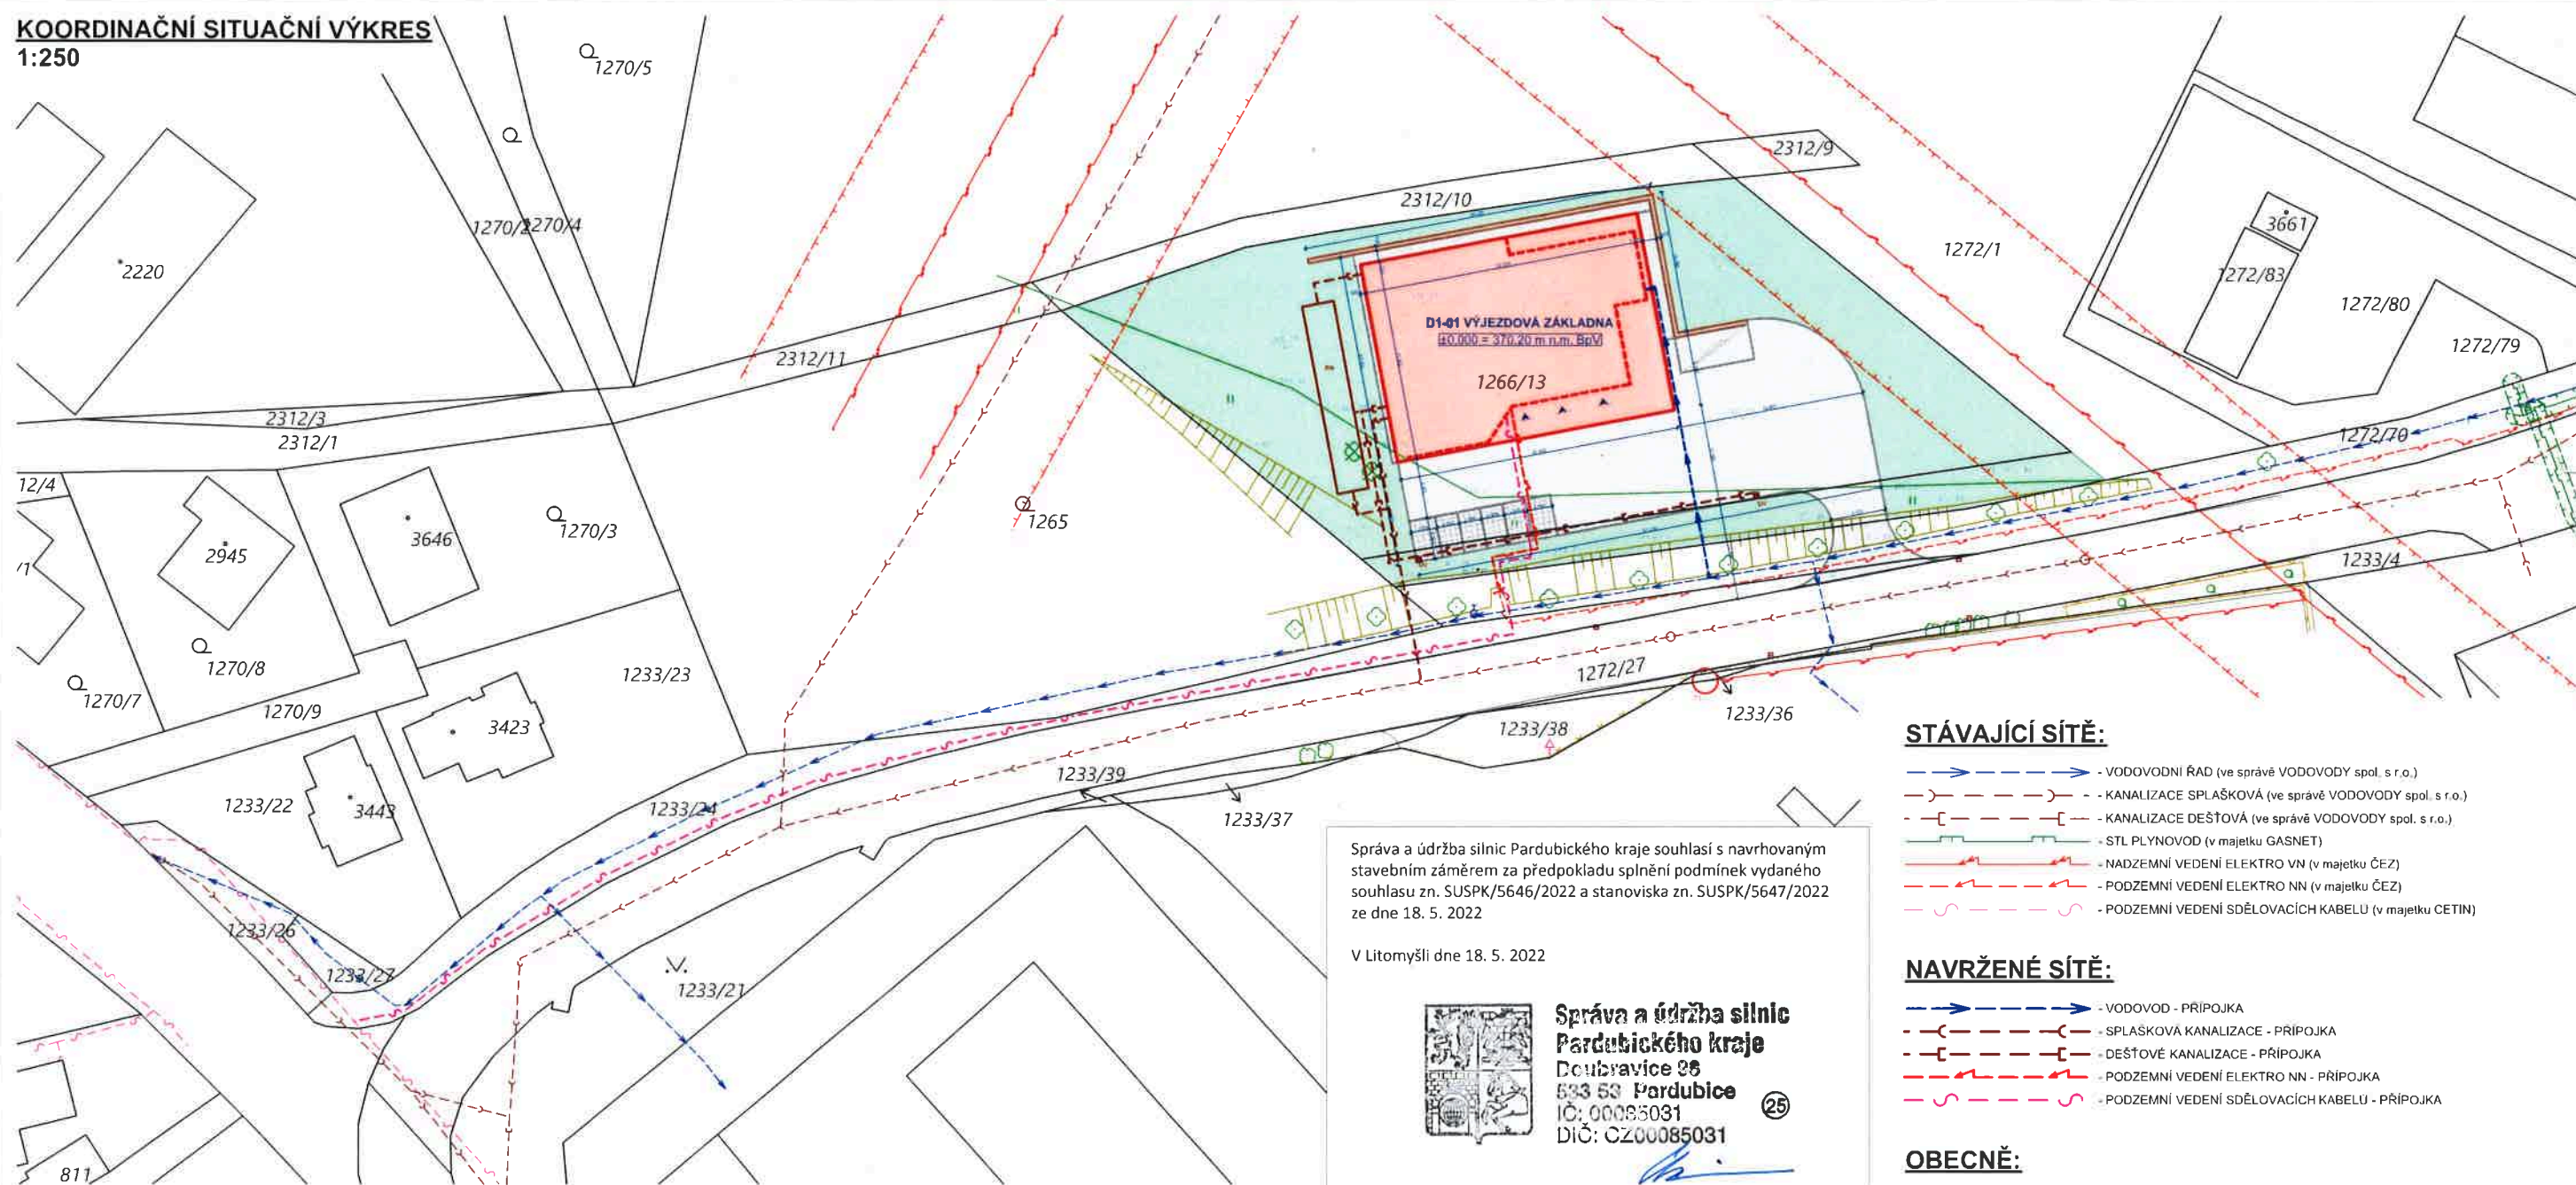 KOORDINAČNÍ SITUAČNÍ VÝKRES
1:250
1270/5
2312/9
2312/10
1270/4
2220
1272/1
3661
1272/83
1272/80
1272/79
D1-01 VÝJEZDOVÁ ZÁKLADNA
±0,000 = 370,20 m n.m. BpV
1266/13
2312/11
2312/3
2312/1
1272/70
12/4
1265
3646
1270/3
2945
1233/4
1270/8
1270/7
1270/9
1233/23
1272/27
1233/36
1233/38
3423
1233/39
1233/22
3443
1233/24
1233/37
1233/26
1233/27
1233/21
811
Správa a údržba silnic Pardubického kraje souhlasí s navrhovaným
stavebním záměrem za předpokladu splnění podmínek vydaného
souhlasu zn. SUSPK/5646/2022 a stanoviska zn. SUSPK/5647/2022
ze dne 18. 5. 2022
V Litomyšli dne 18. 5. 2022
Správa a údržba silnic
Pardubického kraje
Doubravice 98
533 53 Pardubice
IČ: 00085031
25
DIČ: CZ00085031
STÁVAJÍCÍ SÍTĚ:
- VODOVODNÍ ŘAD (ve správě VODOVODY spol. s r.o.)
- KANALIZACE SPLAŠKOVÁ (ve správě VODOVODY spol. s r.o.)
- KANALIZACE DEŠŤOVÁ (ve správě VODOVODY spol. s r.o.)
- STL PLYNOVOD (v majetku GASNET)
- NADZEMNÍ VEDENÍ ELEKTRO VN (v majetku ČEZ)
- PODZEMNÍ VEDENÍ ELEKTRO NN (v majetku ČEZ)
- PODZEMNÍ VEDENÍ SDĚLOVACÍCH KABELŮ (v majetku CETIN)
NAVRŽENÉ SÍTĚ:
- VODOVOD - PŘÍPOJKA
- SPLAŠKOVÁ KANALIZACE - PŘÍPOJKA
- DEŠŤOVÉ KANALIZACE - PŘÍPOJKA
- PODZEMNÍ VEDENÍ ELEKTRO NN - PŘÍPOJKA
- PODZEMNÍ VEDENÍ SDĚLOVACÍCH KABELŮ - PŘÍPOJKA
OBECNĚ: